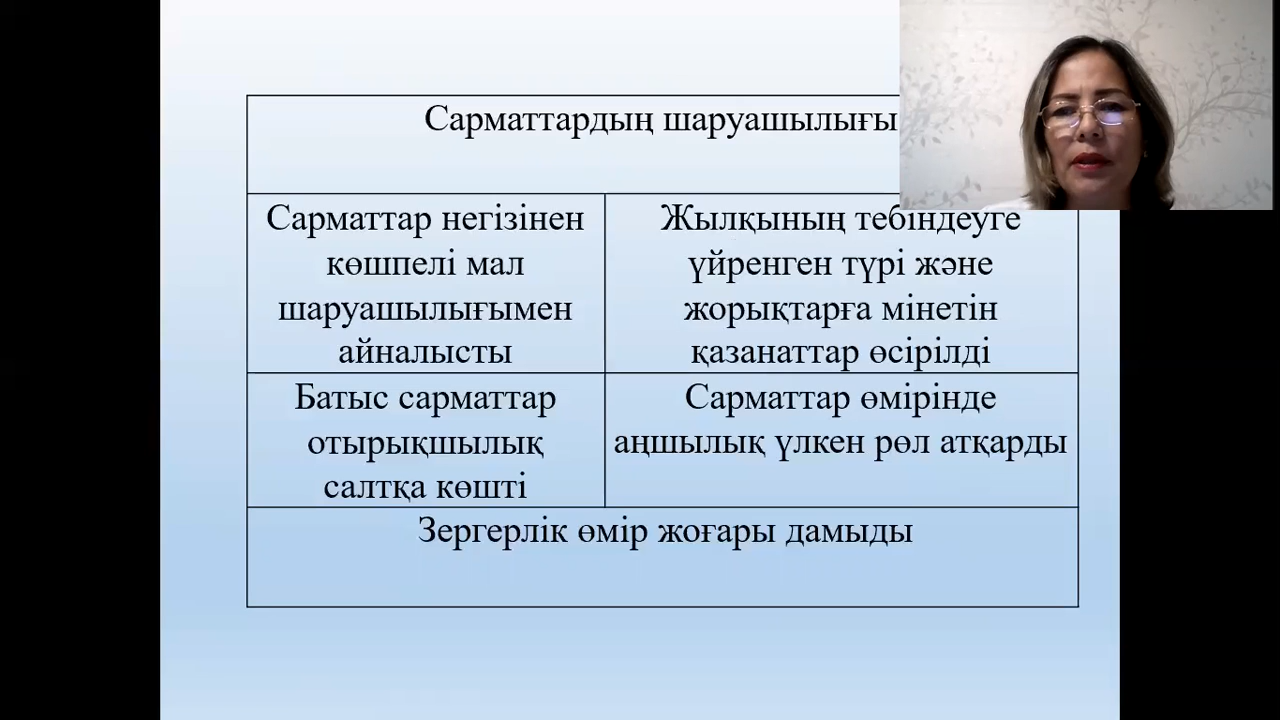 Сарматтардың шаруашылығы
Сарматтар негізінен
көшпелі мал
шаруашылығымен
айналысты
Жылқының тебіндеуге
үйренген түрі және
жорықтарға мінетін
қазанаттар өсірілді
Батыс сарматтар
отырықшылық
салтқа көшті
Сарматтар өмірінде
аңшылық үлкен рөл атқарды
Зергерлік өмір жоғары дамыды